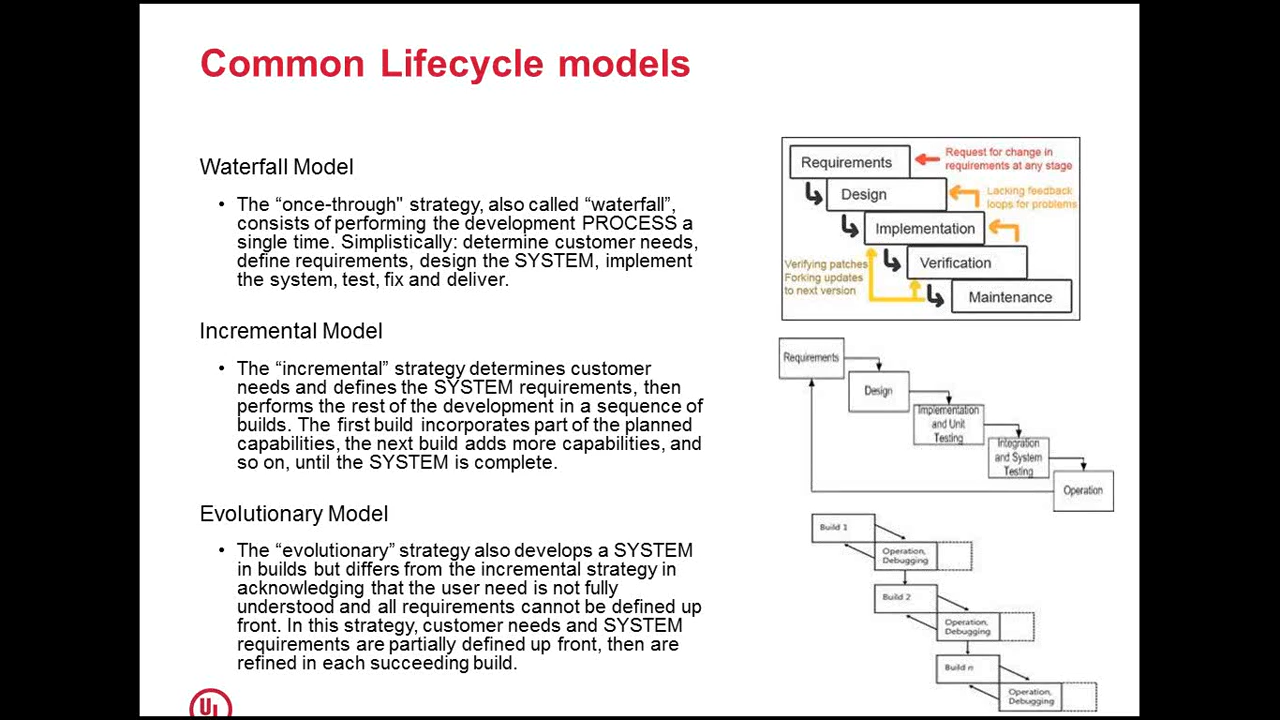 Common Lifecycle models
Waterfall Model
• The “once-through" strategy, also called “waterfall”,
consists of performing the development PROCESS a
single time. Simplistically: determine customer needs,
define requirements, design the SYSTEM, implement
the system, test, fix and deliver.
Incremental Model
• The “incremental” strategy determines customer
needs and defines the SYSTEM requirements, then
performs the rest of the development in a sequence of
builds. The first build incorporates part of the planned
capabilities, the next build adds more capabilities, and
so on, until the SYSTEM is complete.
Evolutionary Model
• The “evolutionary” strategy also develops a SYSTEM
in builds but differs from the incremental strategy in
acknowledging that the user need is not fully
understood and all requirements cannot be defined up
front. In this strategy, customer needs and SYSTEM
requirements are partially defined up front, then are
refined in each succeeding build.
UL
Requirements
Request for change in
requirements at any stage
Design
Lacking feedback
loops for problems
Implementation
Verification
Verifying patches
Forking updates
to next version
Maintenance
Requirements
Design
Implementation
and Unit
Testing
Integration
and System
Testing
Operation
Build 1
Operation,
Debugging
Build 2
Operation,
Debugging
Build n
Operation,
Debugging